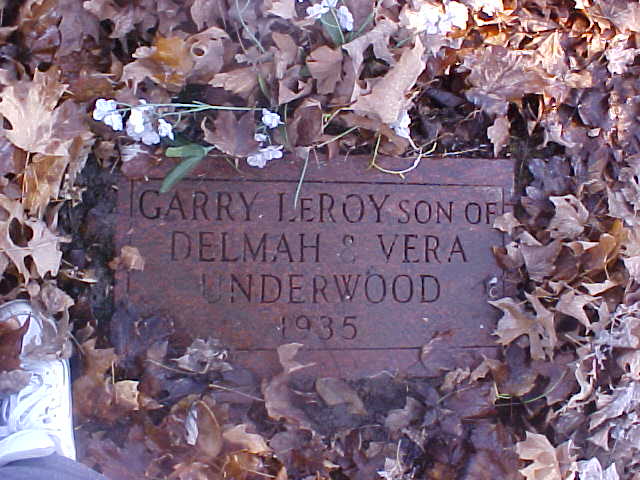 GARRY LEROY SON OF
DELMAH & VERA
UNDERWOOD
1935